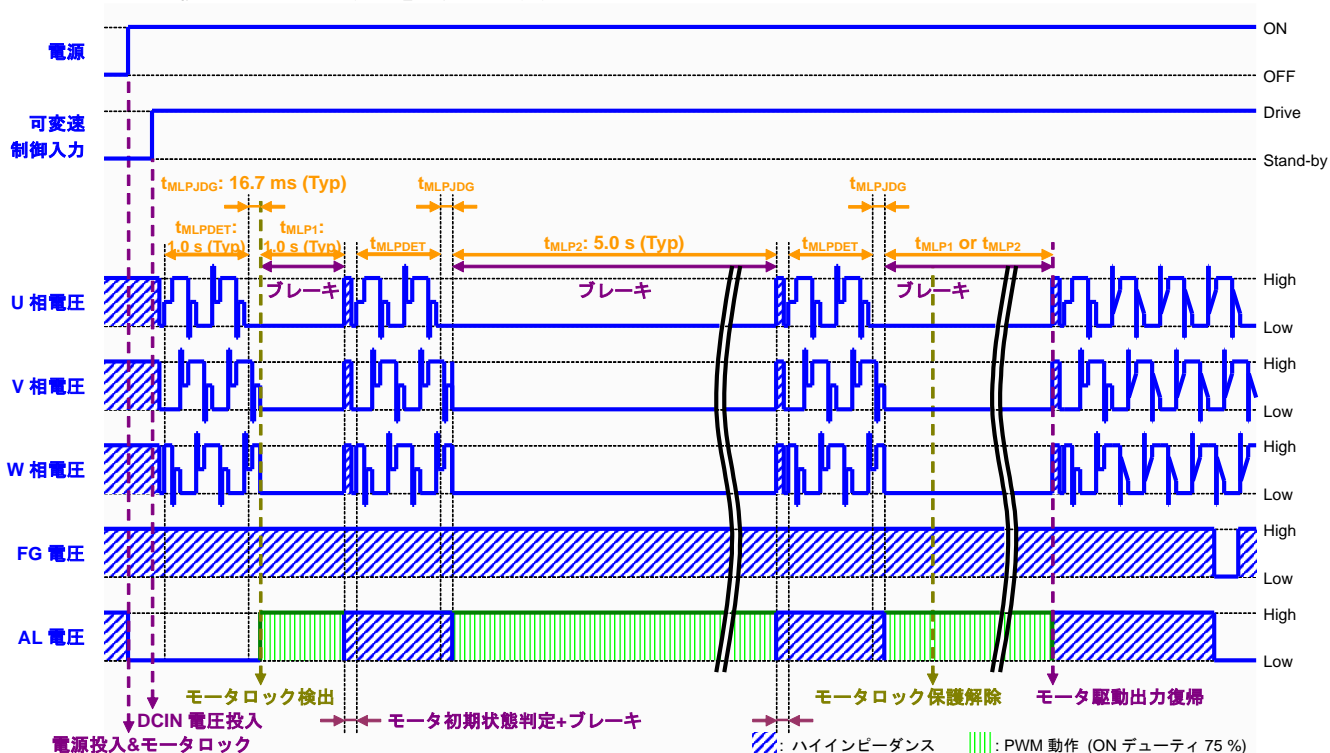 電源
ON
OFF
可変速
制御入力
Drive
Stand-by
tMLPJDG: 16.7 ms (Typ)
tMLPJDG
tMLPJDG
tMLPDET:
1.0 s (Typ)
tMLP1:
1.0 s (Typ)
tMLPDET
tMLP2: 5.0 s (Typ)
tMLPDET
tMLP1 or tMLP2
ブレーキ
ブレーキ
ブレーキ
U 相電圧
High
Low
V 相電圧
High
Low
W 相電圧
High
Low
FG 電圧
High
Low
AL 電圧
High
Low
モータロック検出
モータロック保護解除
モータ駆動出力復帰
DCIN 電圧投入
モータ初期状態判定+ブレーキ
電源投入&モータロック
: ハイインピーダンス
: PWM 動作 (ON デューティ 75 %)